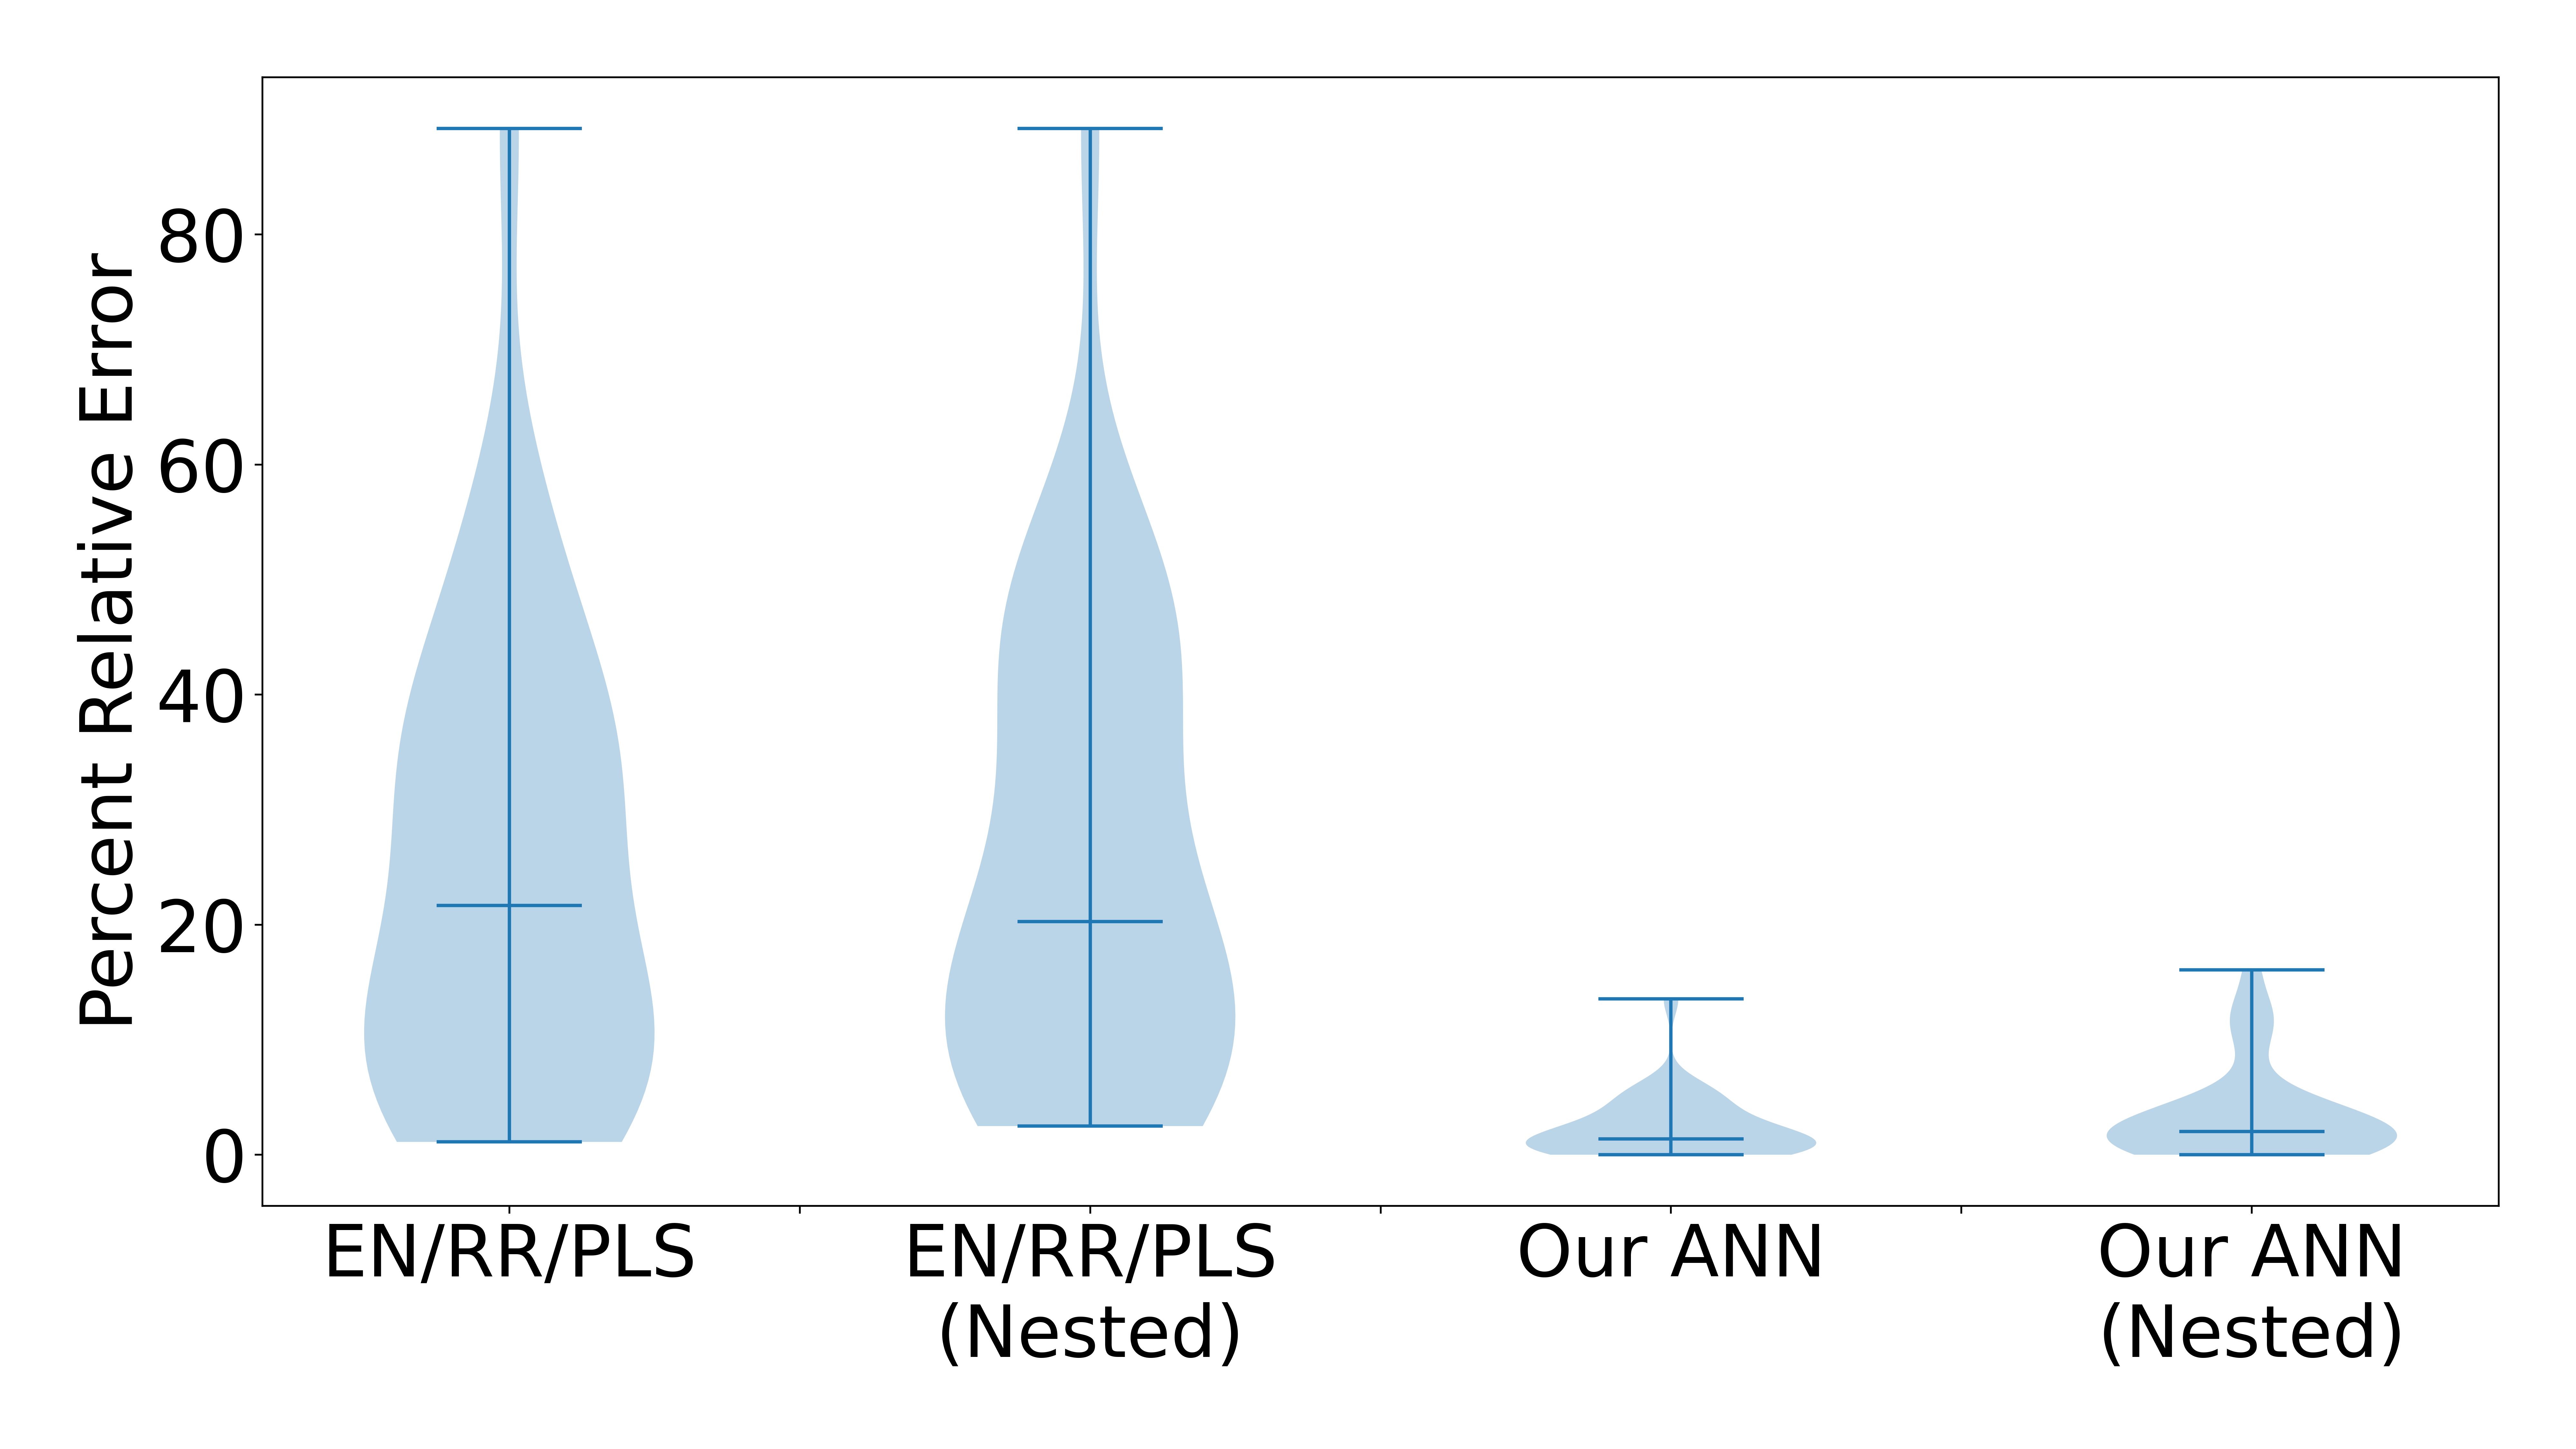 Percent Relative Error
80
60
40
20
0
EN/RR/PLS
EN/RR/PLS
(Nested)
Our ANN
Our ANN
(Nested)